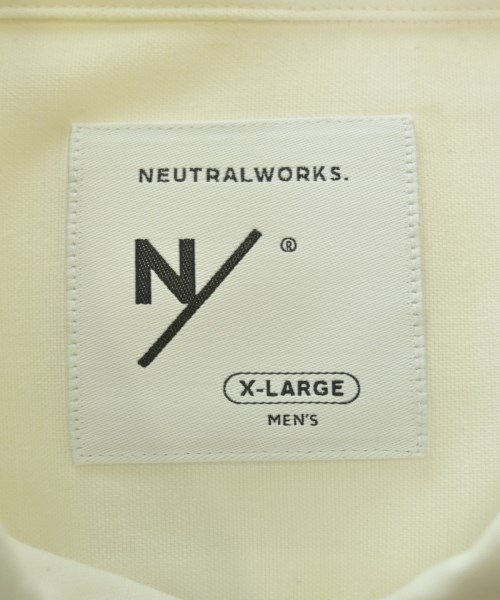 NEUTRALWORKS.
N/ ®
X-LARGE
MEN'S